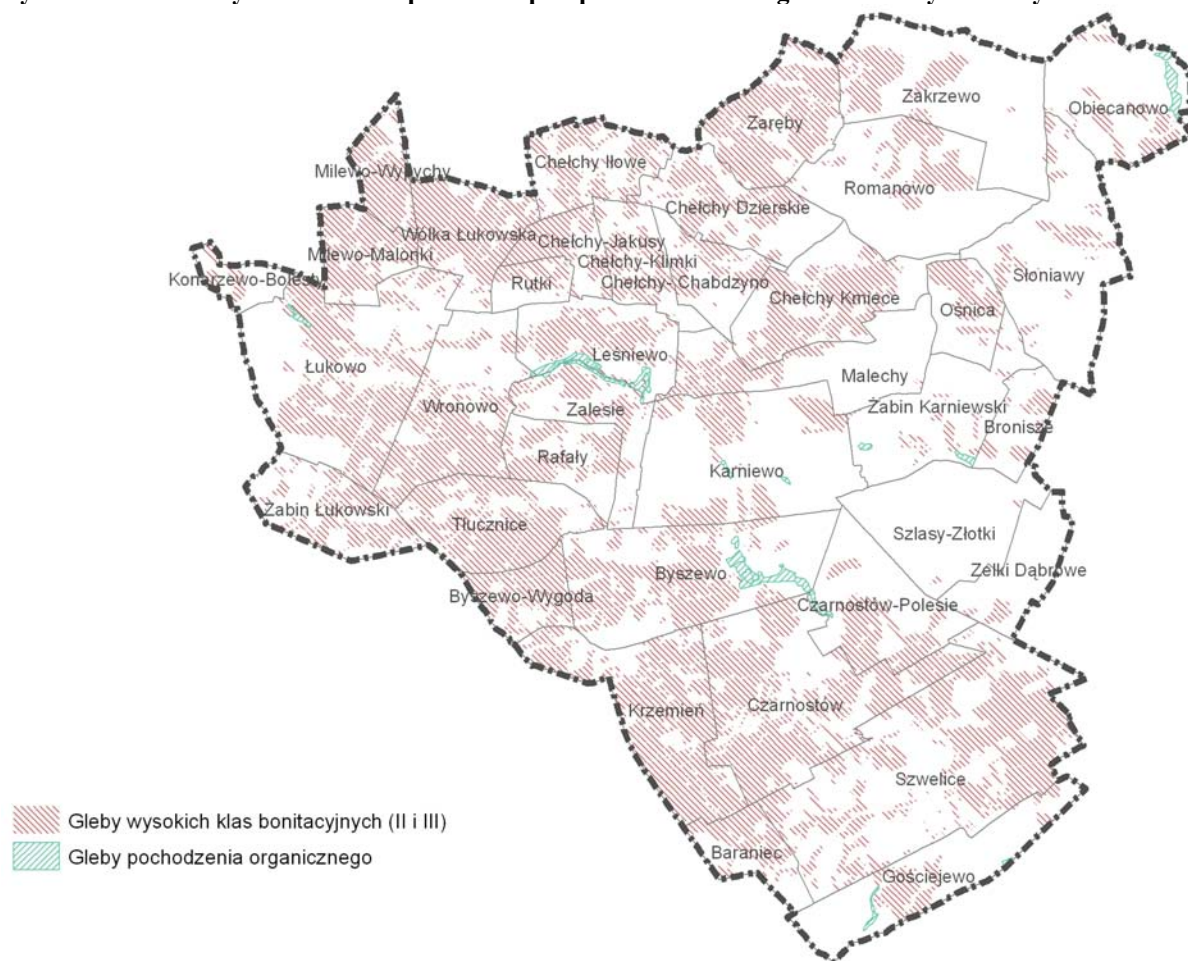 Zakrzewo
Obiecanowo
Zaręby
Chełchy Iłowe
Milewo-Wypychy
Romanowo
Chełchy Dzierskie
Wólka Łukowska
Chełchy-Jakusy
Milewo-Malonki
Chełchy-Klimki
Słoniawy
Rutki
Chełchy- Chabdzyno
Chełchy Kmiece
Ośnica
Łukowo
Leśniewo
Malechy
Wronowo
Zalesie
Żabin Karniewski
Bronisze
Rafały
Karniewo
Żabin Łukowski
Tłucznice
Szlasy-Złotki
Byszewo
Zelki Dąbrowe
Byszewo-Wygoda
Czarnostów-Polesie
Krzemień
Czarnostów
Szwelice
Gleby wysokich klas bonitacyjnych (II i III)
Gleby pochodzenia organicznego
Baraniec
Gościejewo